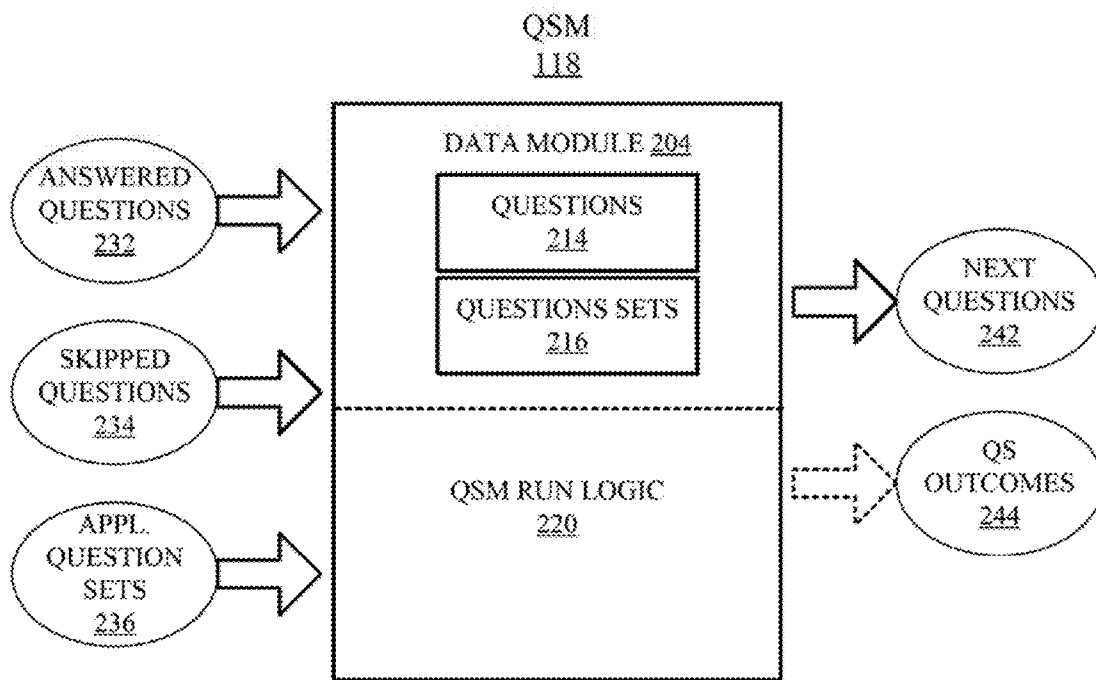 QSM
118
ANSWERED
QUESTIONS
232
SKIPPED
QUESTIONS
234
APPL.
QUESTION
SETS
236
DATA MODULE 204
QUESTIONS
214
QUESTIONS SETS
216
QSM RUN LOGIC
220
NEXT
QUESTIONS
242
QS
OUTCOMES
244